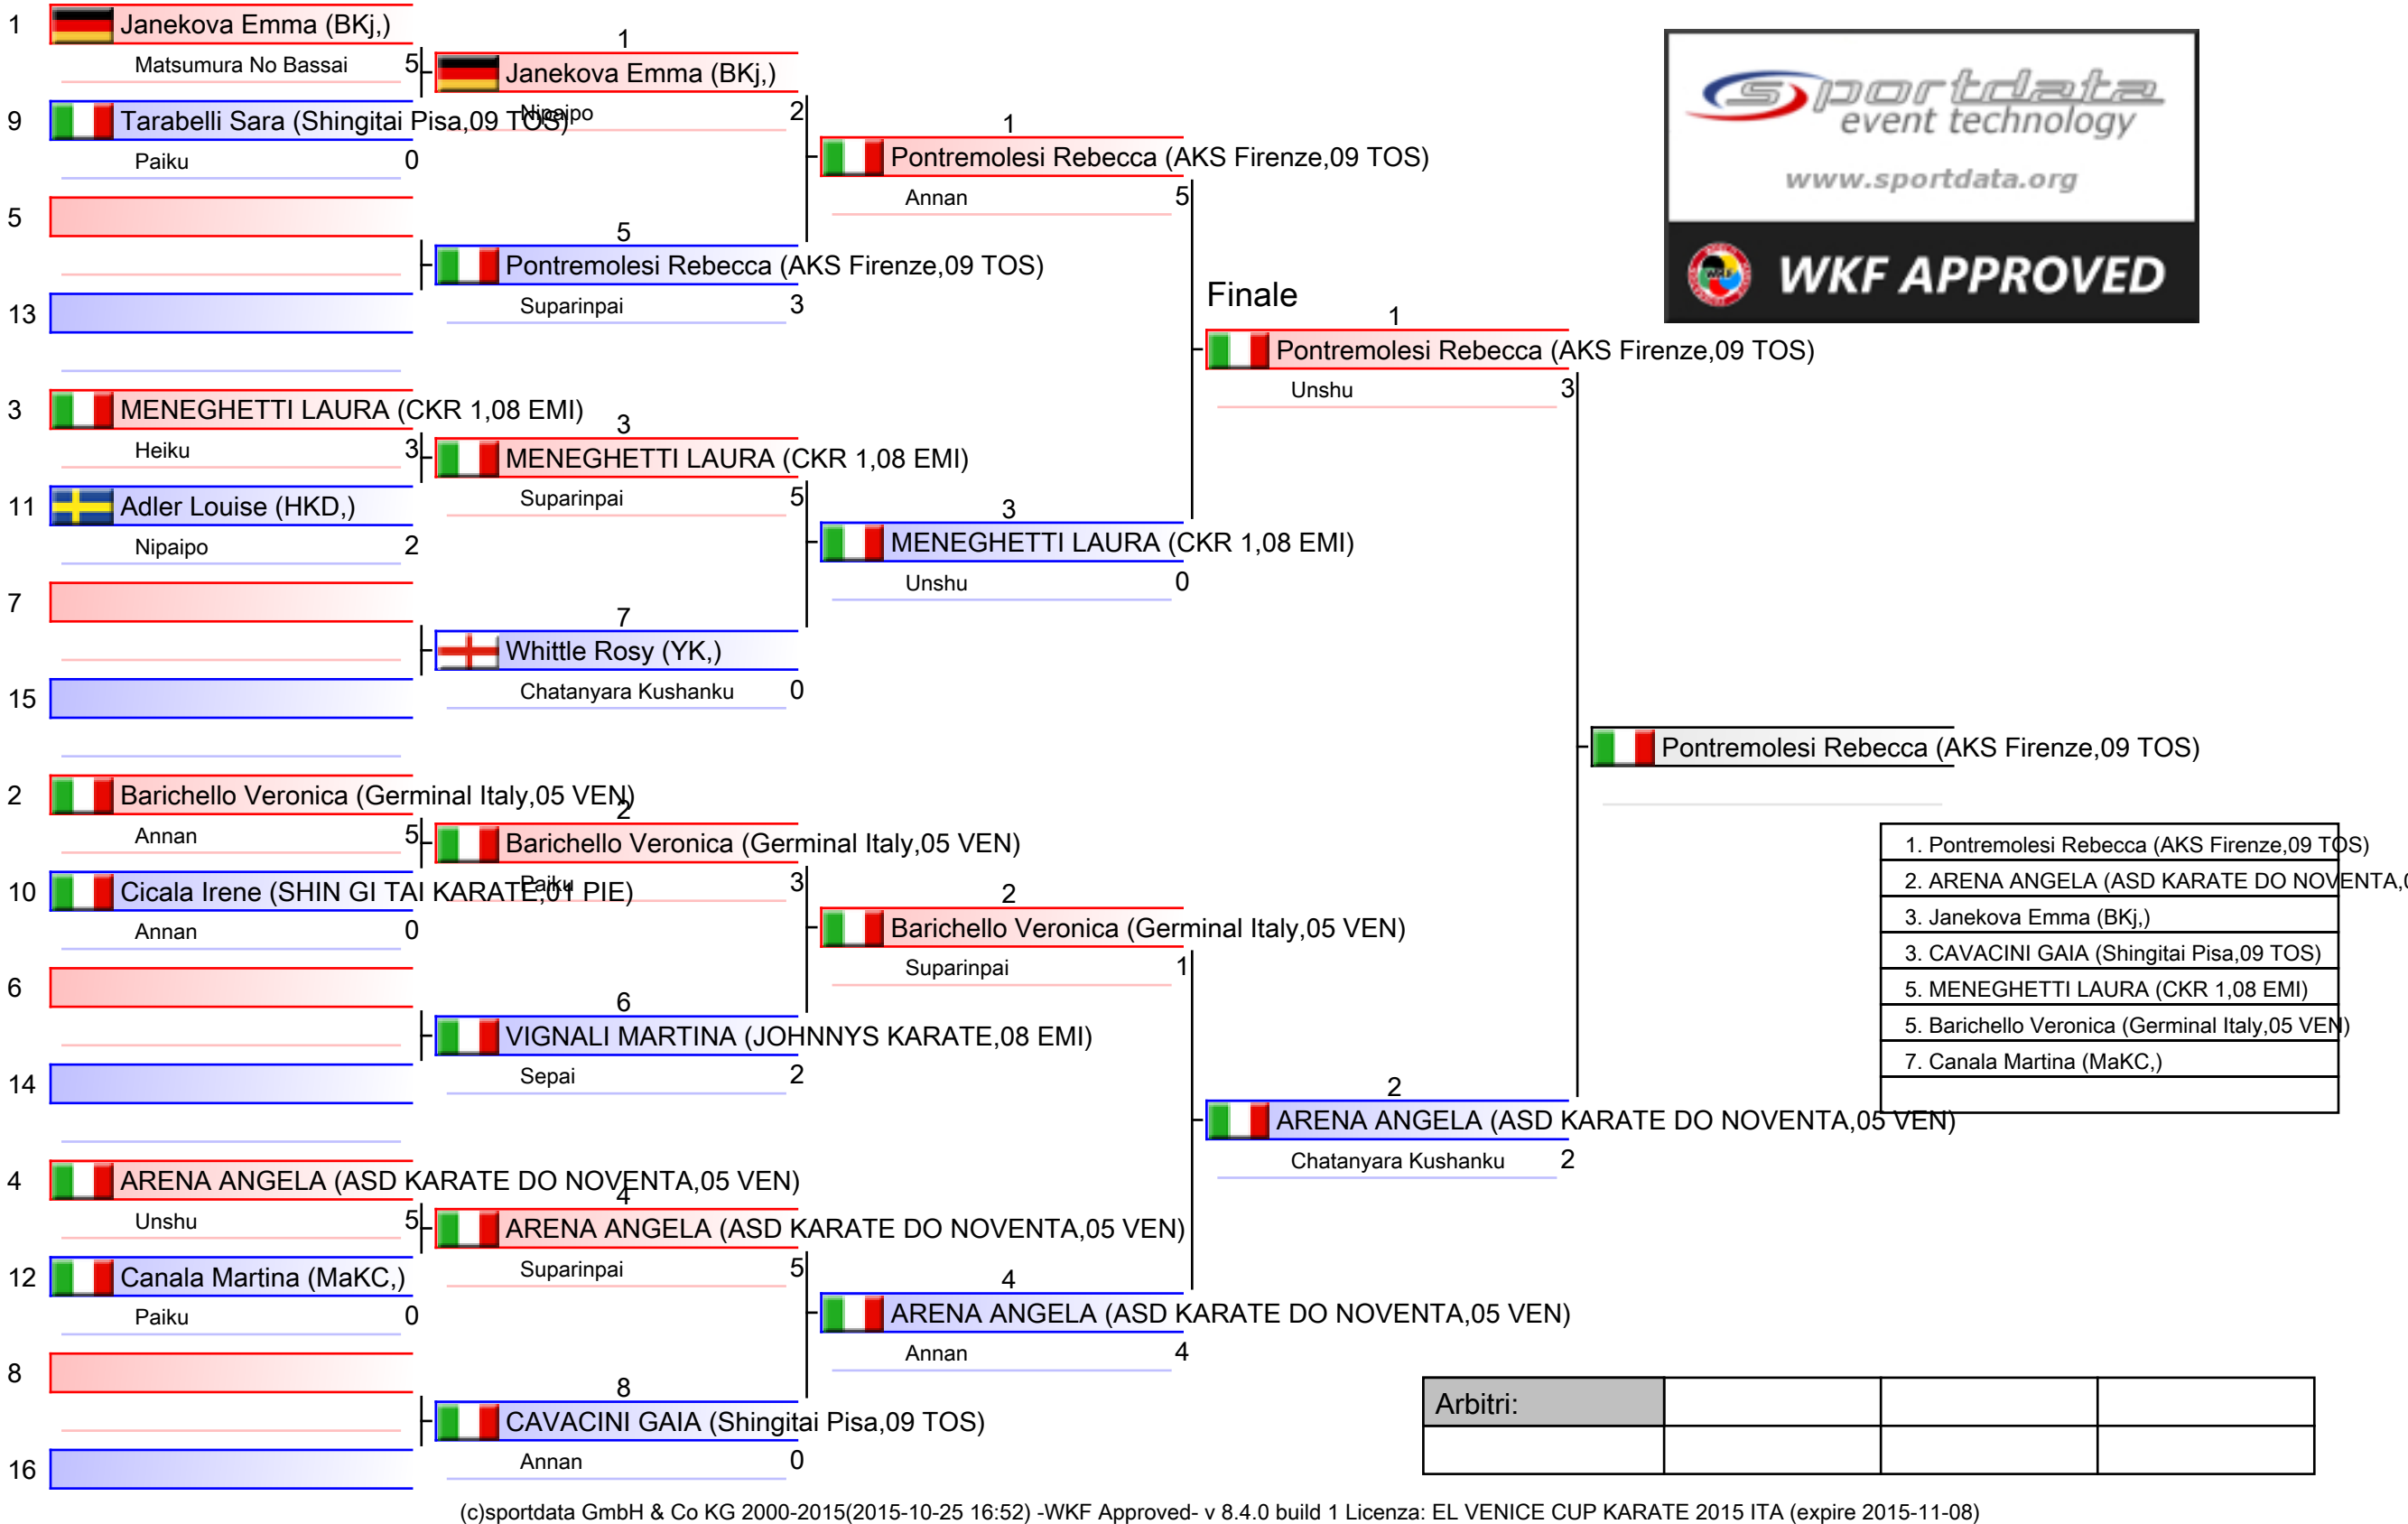 1 Janekova Emma (BKj,)
Matsumura No Bassai 5
9 Tarabelli Sara (Shingitai Pisa,09 TOS)
Paiku 0
5
13
3 MENEGHETTI LAURA (CKR 1,08 EMI)
Heiku 3
11 Adler Louise (HKD,)
Nipaipo 2
7
15
2 Barichello Veronica (Germinal Italy,05 VEN)
Annan 5
10 Cicala Irene (SHIN GI TAI KARATE,01 PIE)
Annan 0
6
14
4 ARENA ANGELA (ASD KARATE DO NOVENTA,05 VEN)
Unshu 5
12 Canala Martina (MaKC,)
Paiku 0
8
16
1
Janekova Emma (BKj,)
Nipaipo 2
5
Pontremolesi Rebecca (AKS Firenze,09 TOS)
Suparinpai 3
3
MENEGHETTI LAURA (CKR 1,08 EMI)
Suparinpai 5
7
Whittle Rosy (YK,)
Chatanyara Kushanku 0
2
Barichello Veronica (Germinal Italy,05 VEN)
Paiku 3
6
VIGNALI MARTINA (JOHNNYS KARATE,08 EMI)
Sepai 2
4
ARENA ANGELA (ASD KARATE DO NOVENTA,05 VEN)
Suparinpai 5
8
CAVACINI GAIA (Shingitai Pisa,09 TOS)
Annan 0
1
Pontremolesi Rebecca (AKS Firenze,09 TOS)
Annan 5
3
MENEGHETTI LAURA (CKR 1,08 EMI)
Unshu 0
2
Barichello Veronica (Germinal Italy,05 VEN)
Suparinpai 1
4
ARENA ANGELA (ASD KARATE DO NOVENTA,05 VEN)
Annan 4
Finale
1
Pontremolesi Rebecca (AKS Firenze,09 TOS)
Unshu 3
2
ARENA ANGELA (ASD KARATE DO NOVENTA,05 VEN)
Chatanyara Kushanku 2
Pontremolesi Rebecca (AKS Firenze,09 TOS)
sportdata
event technology
www.sportdata.org
WKF
WKF APPROVED
1. Pontremolesi Rebecca (AKS Firenze,09 TOS)
2. ARENA ANGELA (ASD KARATE DO NOVENTA,0
3. Janekova Emma (BKj,)
3. CAVACINI GAIA (Shingitai Pisa,09 TOS)
5. MENEGHETTI LAURA (CKR 1,08 EMI)
5. Barichello Veronica (Germinal Italy,05 VEN)
7. Canala Martina (MaKC,)
Arbitri:
(c)sportdata GmbH & Co KG 2000-2015(2015-10-25 16:52) -WKF Approved- v 8.4.0 build 1 Licenza: EL VENICE CUP KARATE 2015 ITA (expire 2015-11-08)